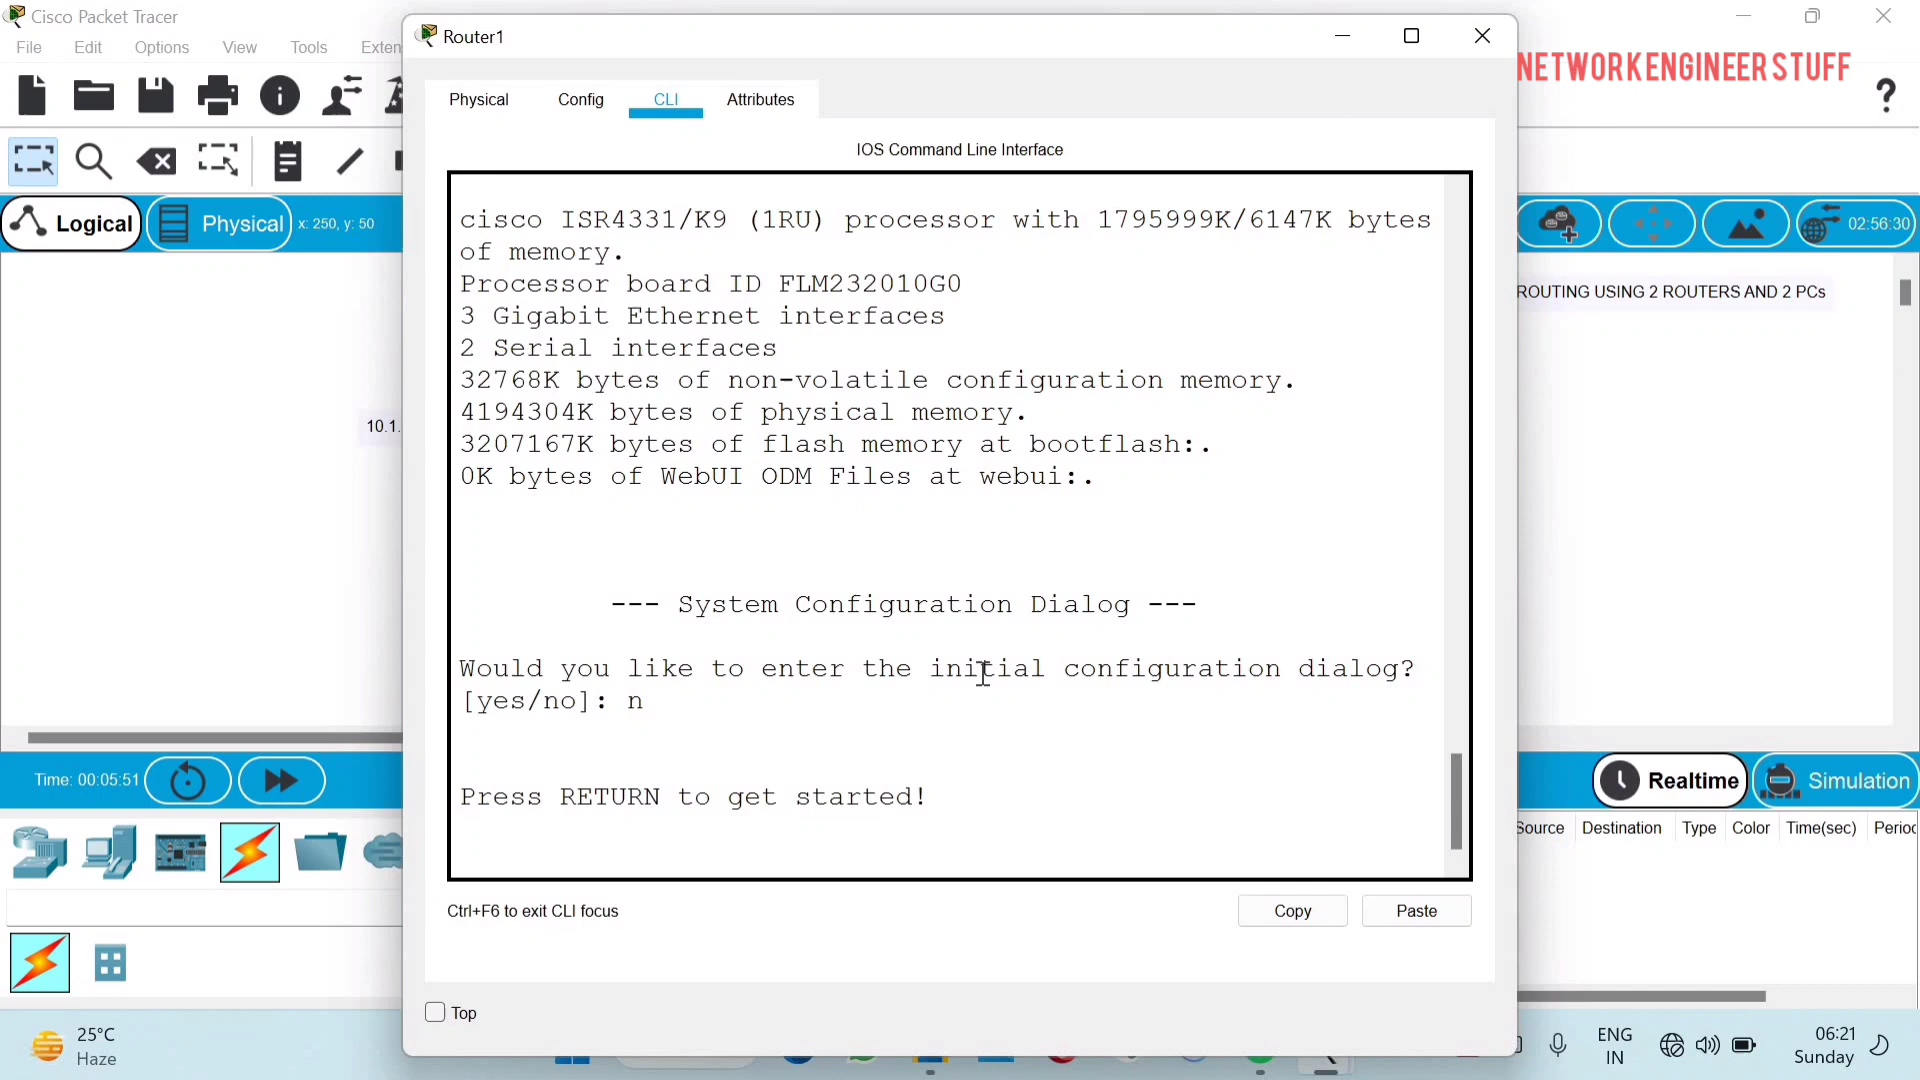 Cisco Packet Tracer
File Edit Options View Tools Exten
Router1
NETWORKENGINEER STUFF
Physical Config CLI Attributes
IOS Command Line Interface
Logical Physical x: 250, y: 50
02:56:30
cisco ISR4331/K9 (1RU) processor with 1795999K/6147K bytes
of memory.
Processor board ID FLM232010G0
3 Gigabit Ethernet interfaces
2 Serial interfaces
32768K bytes of non-volatile configuration memory.
4194304K bytes of physical memory.
3207167K bytes of flash memory at bootflash:.
0K bytes of WebUI ODM Files at webui:.
ROUTING USING 2 ROUTERS AND 2 PCs
10.1.
--- System Configuration Dialog ---
Would you like to enter the initial configuration dialog?
[yes/no]: n
Press RETURN to get started!
Time: 00:05:51
Realtime Simulation
Source Destination Type Color Time(sec) Perioc
Ctrl+F6 to exit CLI focus
Copy Paste
Top
25°C
Haze
ENG
IN
06:21
Sunday